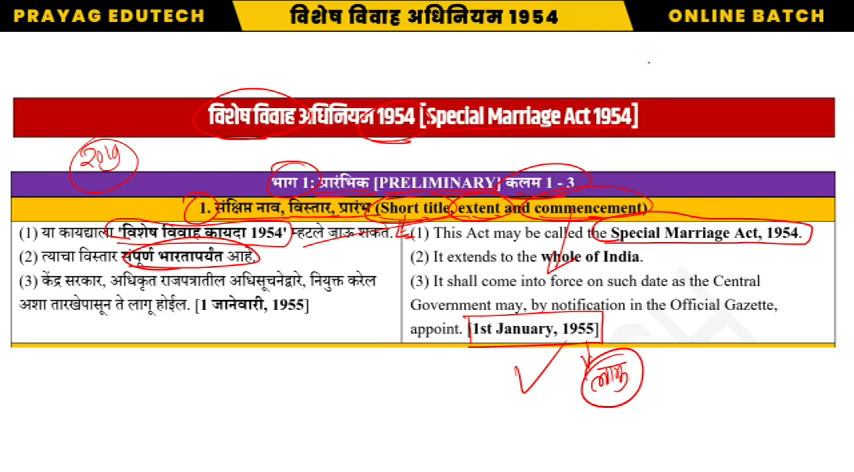 PRAYAG EDUTECH
विशेष विवाह अधिनियम 1954
ONLINE BATCH
विशेष विवाह अधिनियम 1954 [Special Marriage Act 1954]
भाग 1: प्रारंभिक [PRELIMINARY] कलम 1 - 3
1. संक्षिप्त नाव, विस्तार, प्रारंभ (Short title, extent and commencement)
(1) या कायद्याला 'विशेष विवाह कायदा 1954' म्हटले जाऊ शकते.
(2) त्याचा विस्तार संपूर्ण भारतापर्यंत आहे.
(3) केंद्र सरकार, अधिकृत राजपत्रातील अधिसूचनेद्वारे, नियुक्त करेल
अशा तारखेपासून ते लागू होईल. [1 जानेवारी, 1955]
(1) This Act may be called the Special Marriage Act, 1954.
(2) It extends to the whole of India.
(3) It shall come into force on such date as the Central
Government may, by notification in the Official Gazette,
appoint. [1st January, 1955]
लागू